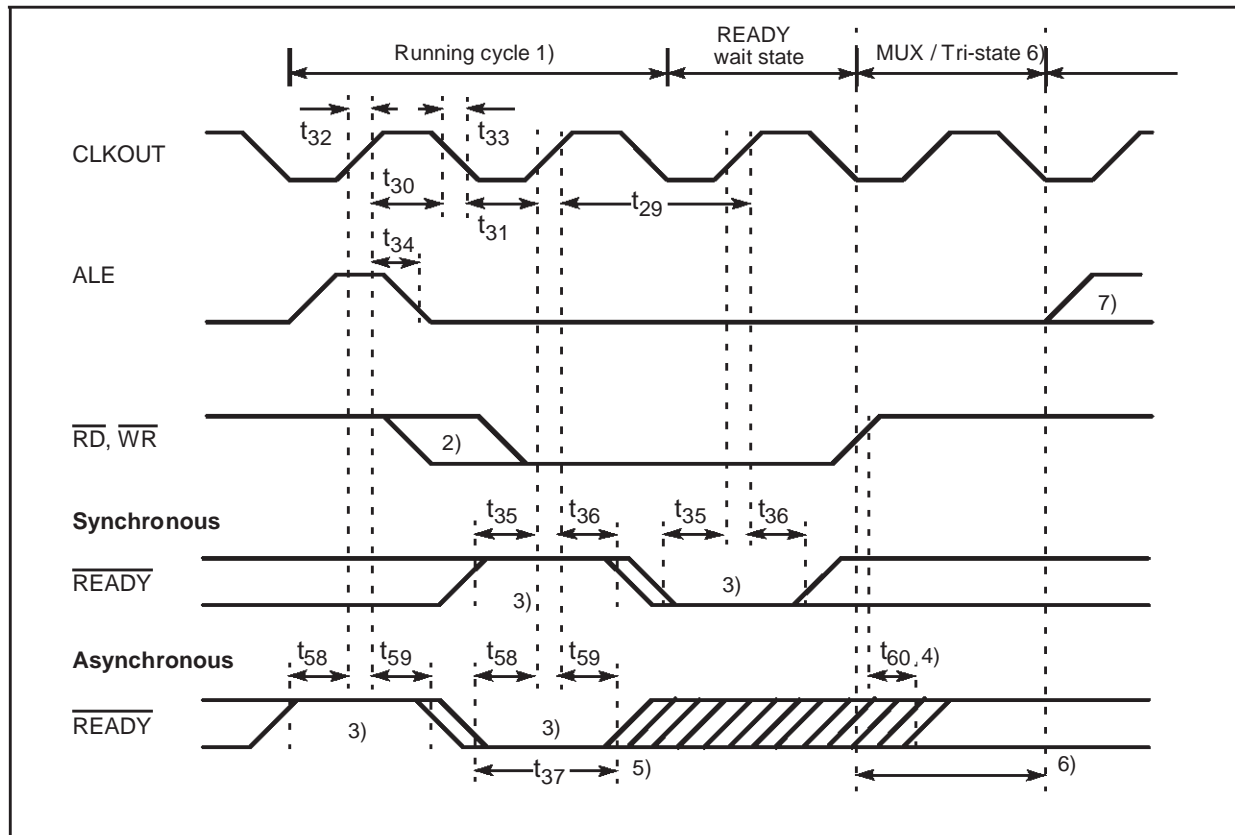 READY
Running cycle 1) wait state MUX / Tri-state 6)
t32 t33
CLKOUT
t30
t31 t29
t34
ALE
7)
RD, WR 2)
Synchronous t35 t36 t35 t36
READY 3) 3)
Asynchronous t58 t59 t58 t59 t60 4)
READY 3) 3)
t37 5) 6)